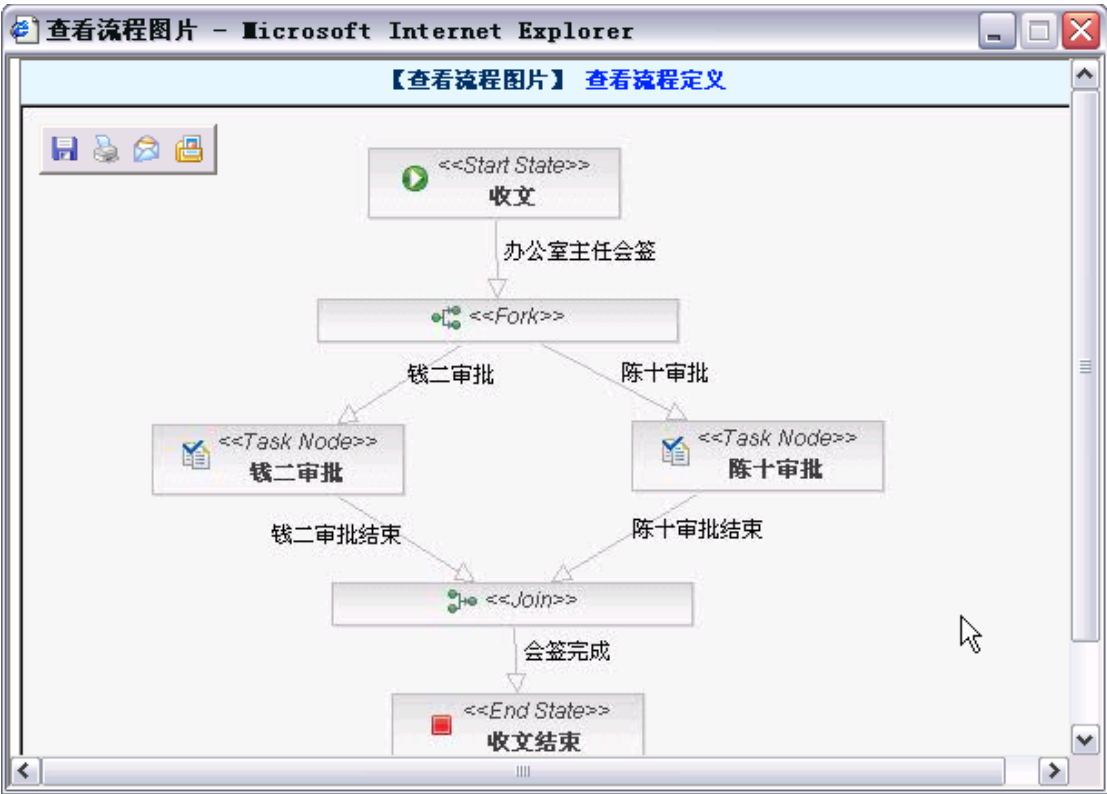 查看流程图片 - Microsoft Internet Explorer
【查看流程图片】 查看流程定义
<<Start State>>
收文
办公室主任会签
<<Fork>>
钱二审批
陈十审批
<<Task Node>>
钱二审批
<<Task Node>>
陈十审批
钱二审批结束
陈十审批结束
<<Join>>
会签完成
<<End State>>
收文结束